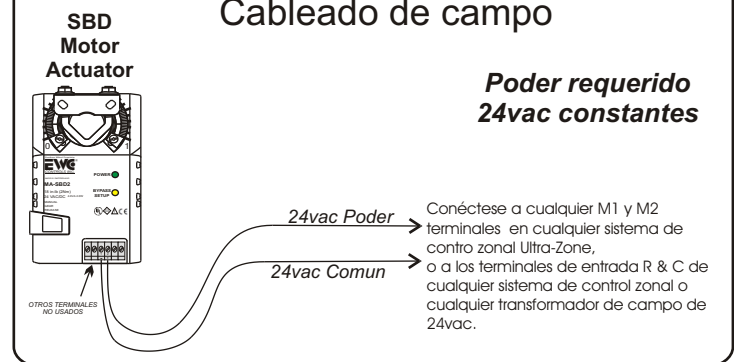 Cableado de campo
SBD
Motor
Actuator
Poder requerido
24vac constantes
0 1
EWC
POWER
MA-SBD2
BYPASS
SETUP
24vac Poder
24vac Comun
Conéctese a cualquier M1 y M2
terminales en cualquier sistema de
contro zonal Ultra-Zone,
o a los terminales de entrada R & C de
cualquier sistema de control zonal o
cualquier transformador de campo de
24vac.
OTROS TERMINALES
NO USADOS